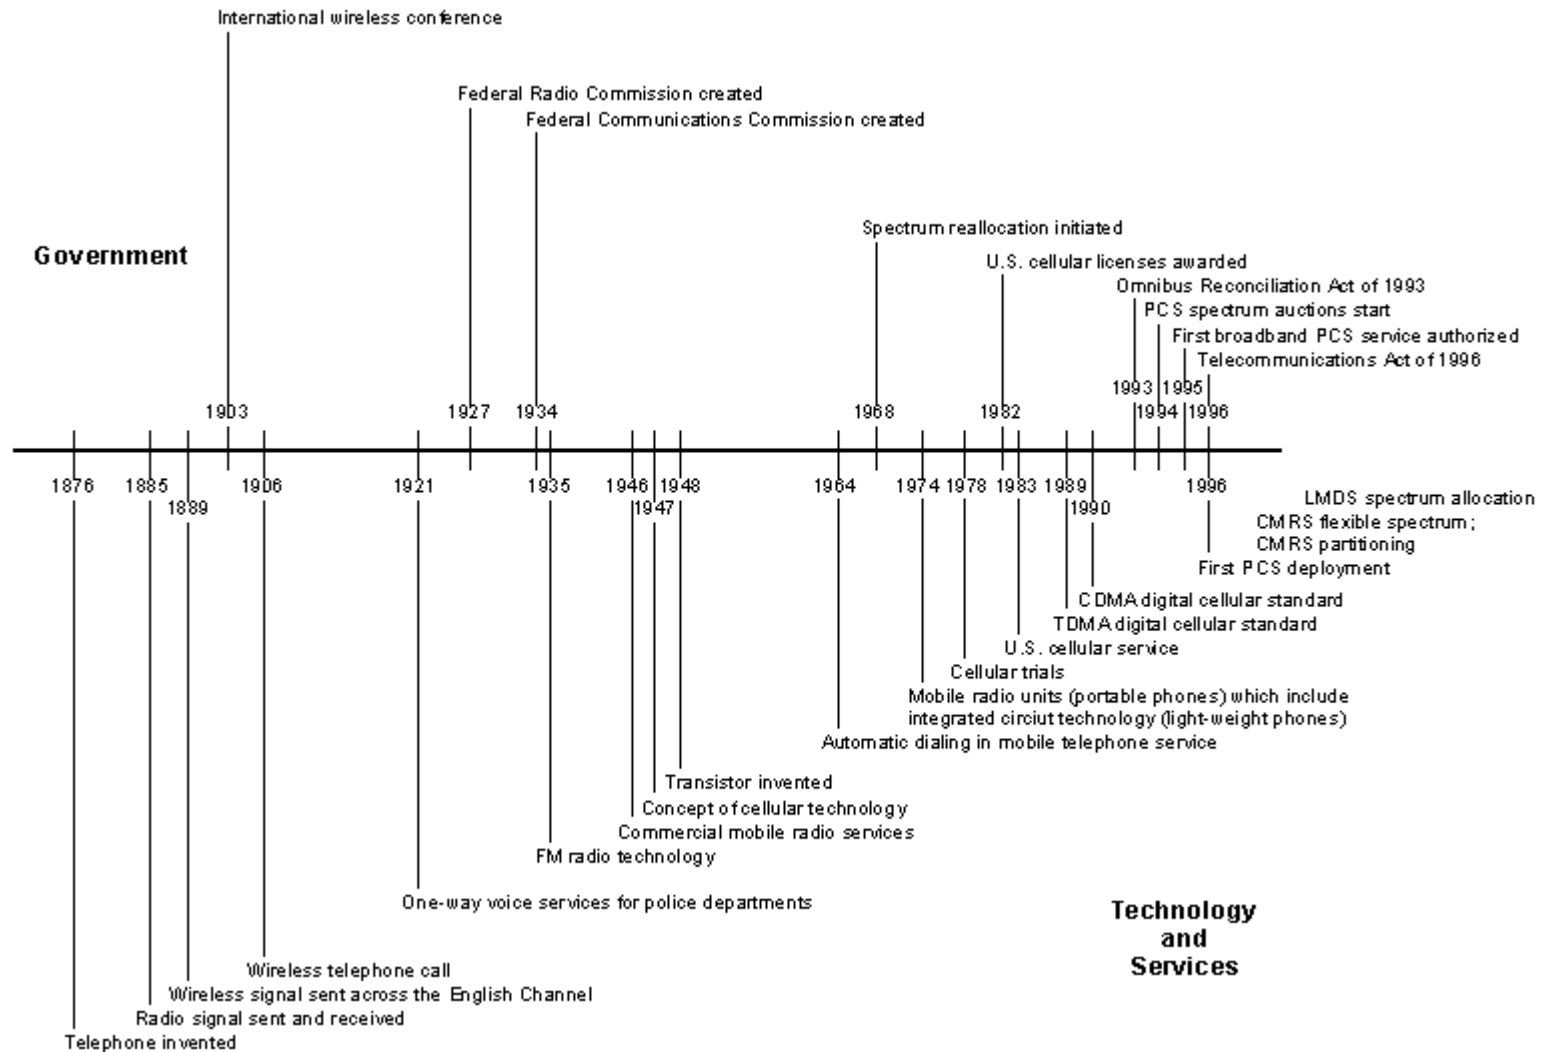 International wireless conference
Federal Radio Commission created
Federal Communications Commission created
Spectrum reallocation initiated
Government
U.S. cellular licenses awarded
Omnibus Reconciliation Act of 1993
PCS spectrum auctions start
First broadband PCS service authorized
Telecommunications Act of 1996
1993 1995
1903 1927 1934 1968 1982 1994 1996
1876 1885 1906 1921 1935 1946 1948 1964 1974 1978 1983 1989 1996
LMDS spectrum allocation
1889 1947 1990
CMRS flexible spectrum;
CMRS partitioning
First PCS deployment
CDMA digital cellular standard
TDMA digital cellular standard
U.S. cellular service
Cellular trials
Mobile radio units (portable phones) which include
integrated circiut technology (light-weight phones)
Automatic dialing in mobile telephone service
Transistor invented
Concept of cellular technology
Commercial mobile radio services
FM radio technology
One-way voice services for police departments
Technology
and
Services
Wireless telephone call
Wireless signal sent across the English Channel
Radio signal sent and received
Telephone invented